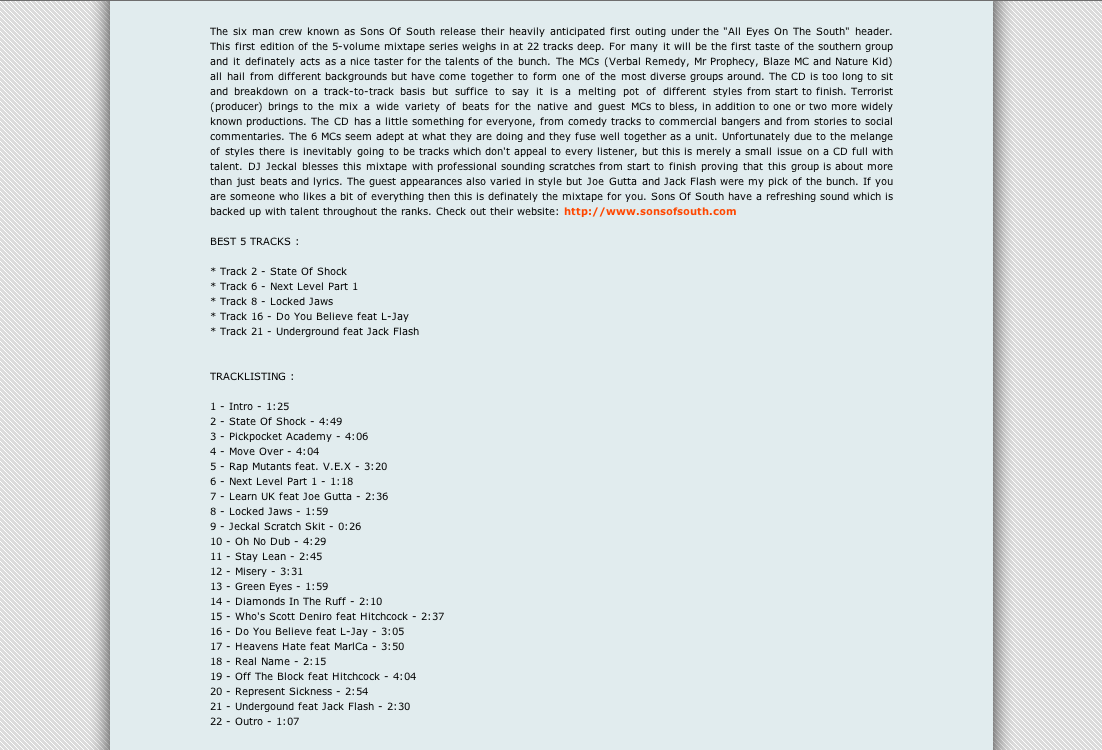 The six man crew known as Sons Of South release their heavily anticipated first outing under the "All Eyes On The South" header.
This first edition of the 5-volume mixtape series weighs in at 22 tracks deep. For many it will be the first taste of the southern group
and it definately acts as a nice taster for the talents of the bunch. The MCs (Verbal Remedy, Mr Prophecy, Blaze MC and Nature Kid)
all hail from different backgrounds but have come together to form one of the most diverse groups around. The CD is too long to sit
and breakdown on a track-to-track basis but suffice to say it is a melting pot of different styles from start to finish. Terrorist
(producer) brings to the mix a wide variety of beats for the native and guest MCs to bless, in addition to one or two more widely
known productions. The CD has a little something for everyone, from comedy tracks to commercial bangers and from stories to social
commentaries. The 6 MCs seem adept at what they are doing and they fuse well together as a unit. Unfortunately due to the melange
of styles there is inevitably going to be tracks which don't appeal to every listener, but this is merely a small issue on a CD full with
talent. DJ Jeckal blesses this mixtape with professional sounding scratches from start to finish proving that this group is about more
than just beats and lyrics. The guest appearances also varied in style but Joe Gutta and Jack Flash were my pick of the bunch. If you
are someone who likes a bit of everything then this is definately the mixtape for you. Sons Of South have a refreshing sound which is
backed up with talent throughout the ranks. Check out their website: http://www.sonsofsouth.com
BEST 5 TRACKS :
* Track 2 - State Of Shock
* Track 6 - Next Level Part 1
* Track 8 - Locked Jaws
* Track 16 - Do You Believe feat L-Jay
* Track 21 - Underground feat Jack Flash
TRACKLISTING :
1 - Intro - 1:25
2 - State Of Shock - 4:49
3 - Pickpocket Academy - 4:06
4 - Move Over - 4:04
5 - Rap Mutants feat. V.E.X - 3:20
6 - Next Level Part 1 - 1:18
7 - Learn UK feat Joe Gutta - 2:36
8 - Locked Jaws - 1:59
9 - Jeckal Scratch Skit - 0:26
10 - Oh No Dub - 4:29
11 - Stay Lean - 2:45
12 - Misery - 3:31
13 - Green Eyes - 1:59
14 - Diamonds In The Ruff - 2:10
15 - Who's Scott Deniro feat Hitchcock - 2:37
16 - Do You Believe feat L-Jay - 3:05
17 - Heavens Hate feat MarlCa - 3:50
18 - Real Name - 2:15
19 - Off The Block feat Hitchcock - 4:04
20 - Represent Sickness - 2:54
21 - Undergound feat Jack Flash - 2:30
22 - Outro - 1:07